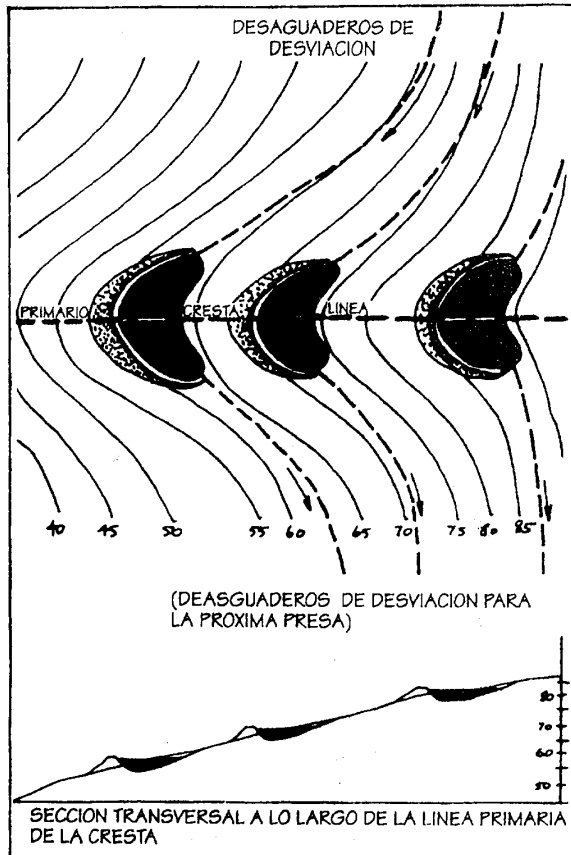 DESAGUADEROS DE
DESVIACION
PRIMARIO CRESTA LINEA
40 45 50 55 60 65 70 75 80 85
(DEASGUADEROS DE DESVIACION PARA
LA PROXIMA PRESA)
80
70
60
50
SECCION TRANSVERSAL A LO LARGO DE LA LINEA PRIMARIA
DE LA CRESTA